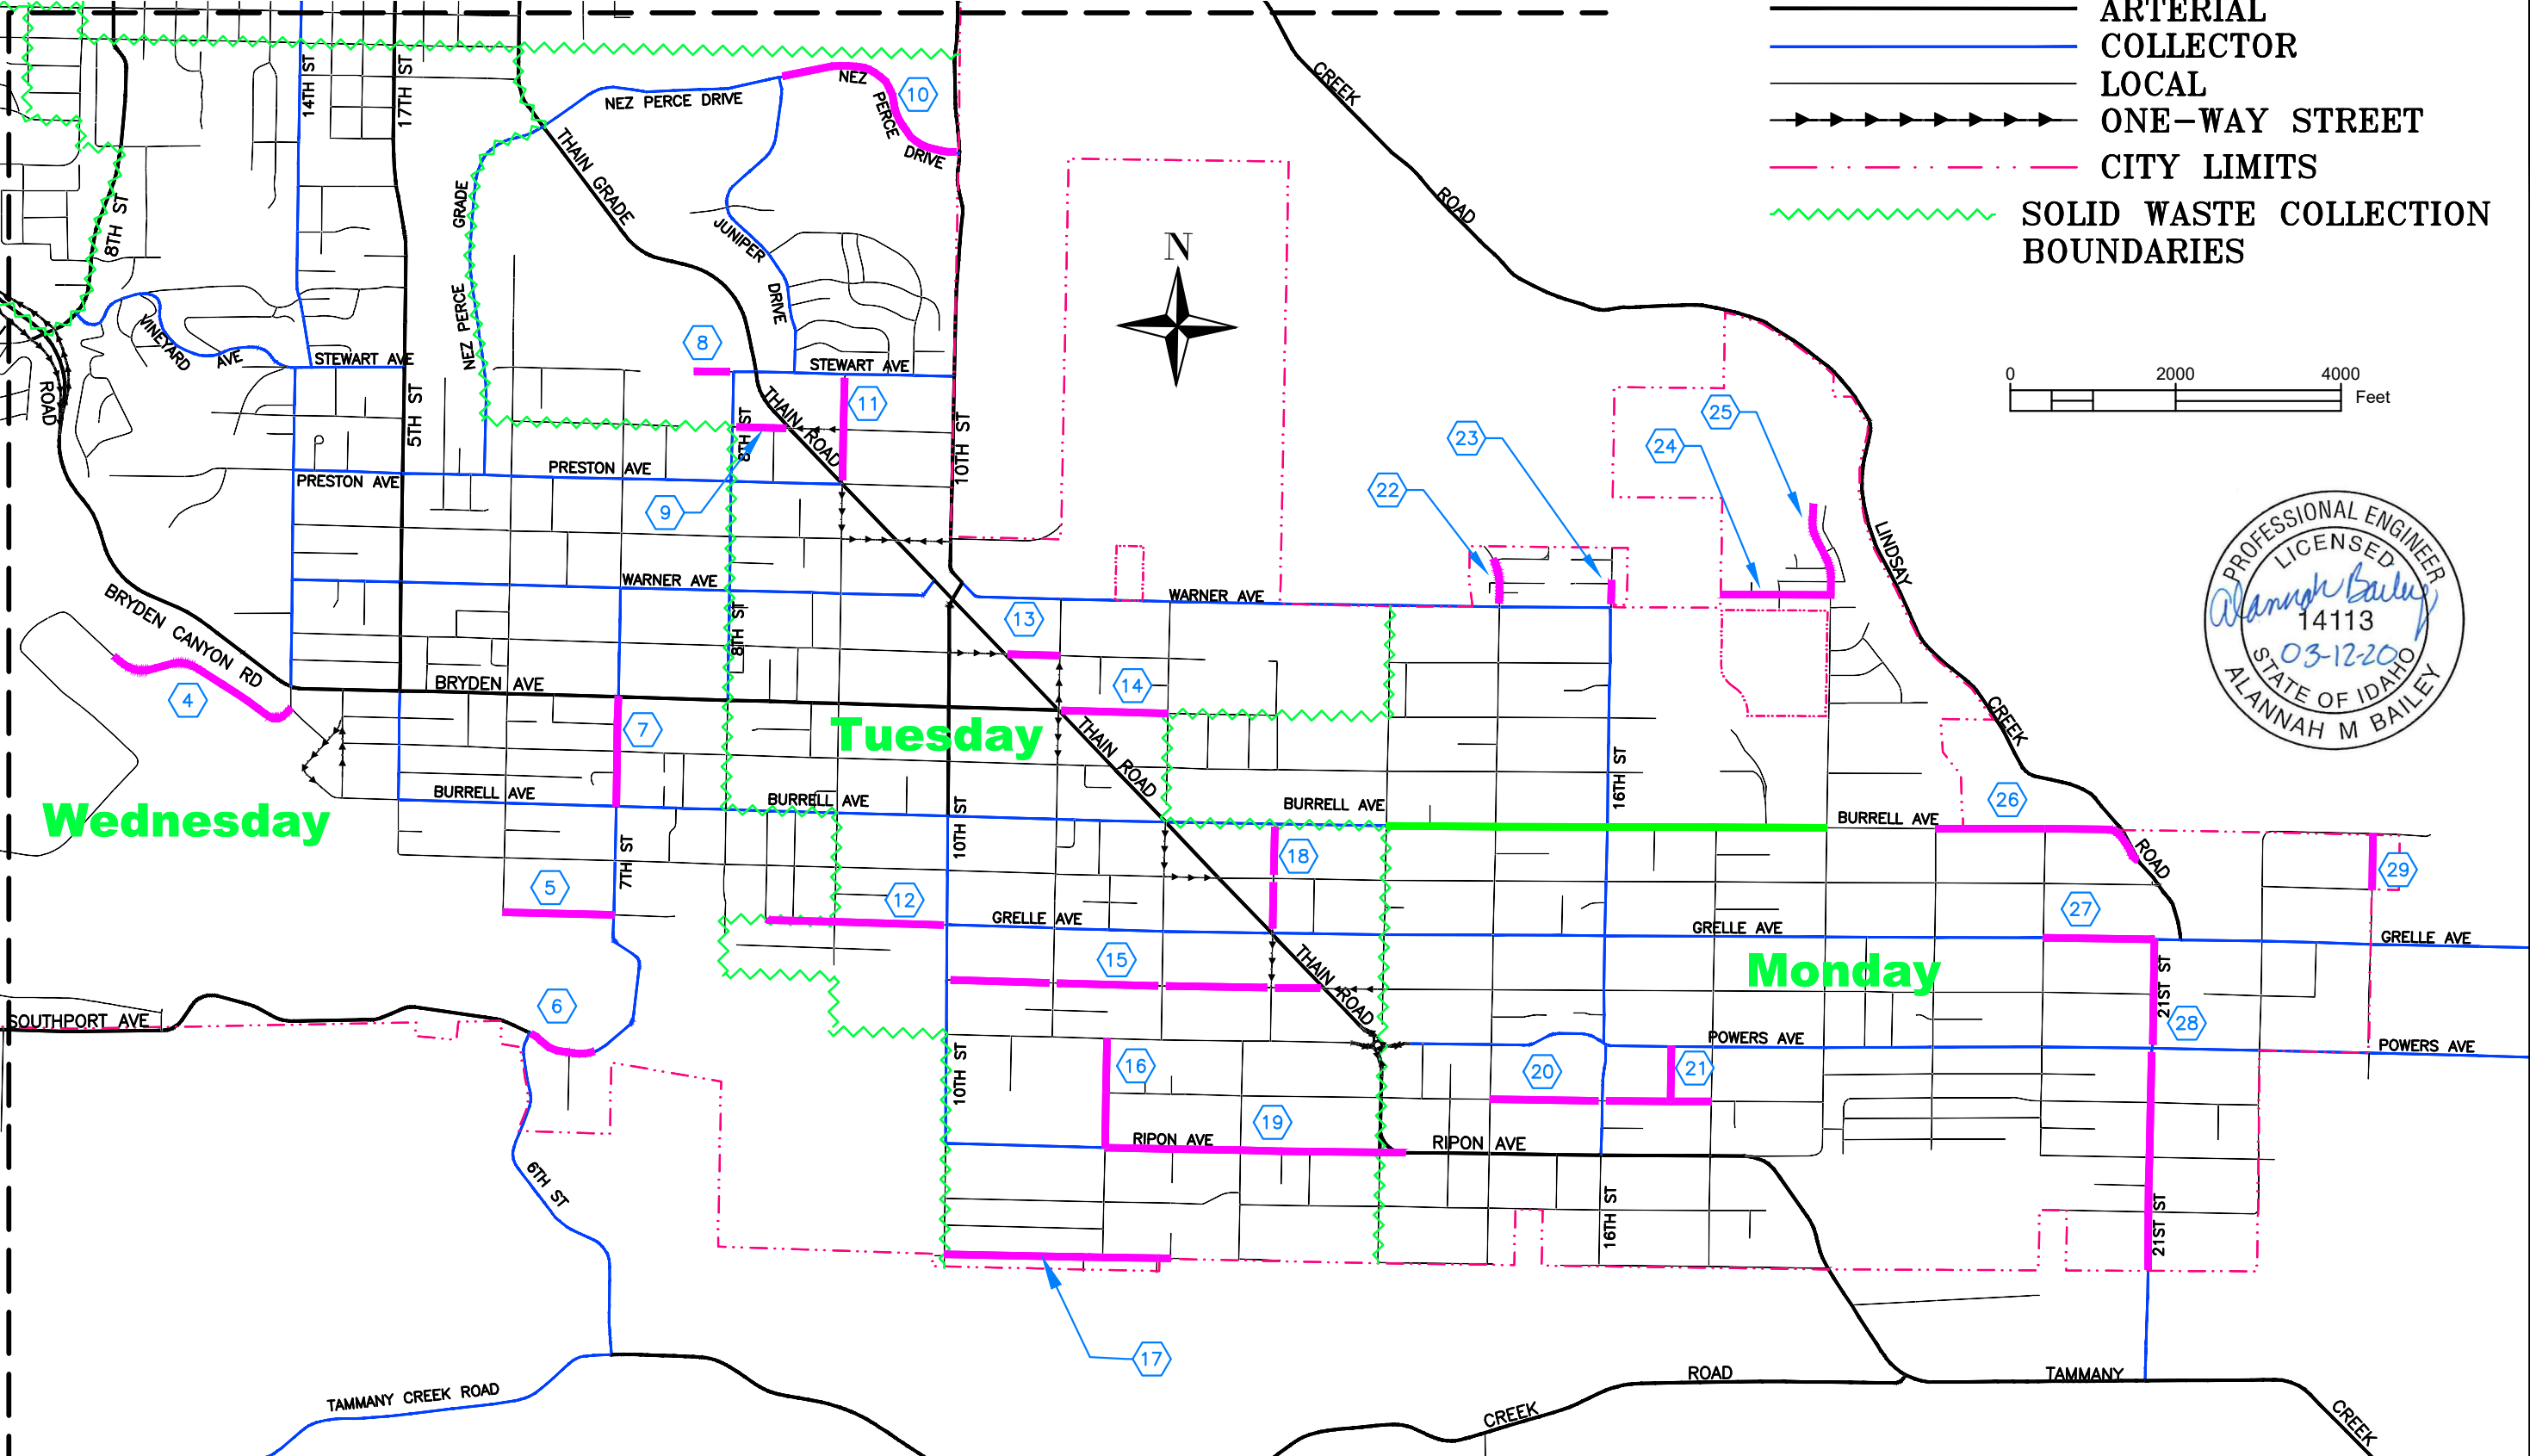 ARTERIAL
COLLECTOR
LOCAL
ONE-WAY STREET
CITY LIMITS
SOLID WASTE COLLECTION
BOUNDARIES
0 2000 4000
Feet
N
PROFESSIONAL ENGINEER
LICENSED
Alannah Bailey
14113
03-12-20
STATE OF IDAHO
ALANNAH M BAILEY
14TH ST
17TH ST
NEZ PERCE DRIVE
NEZ
PERCE
DRIVE
10
CREEK
ROAD
THAIN GRADE
8TH ST
NEZ PERCE
GRADE
JUNIPER
DRIVE
VINEYARD
AVE
STEWART AVE
STEWART AVE
ROAD
5TH ST
8
11
THAIN ROAD
8TH ST
10TH ST
PRESTON AVE
PRESTON AVE
9
22
23
24
25
LINDSAY
CREEK
ROAD
WARNER AVE
WARNER AVE
BRYDEN CANYON RD
8TH ST
13
4
BRYDEN AVE
14
7
Tuesday
THAIN ROAD
16TH ST
Wednesday
BURRELL AVE
BURRELL AVE
BURRELL AVE
BURRELL AVE
26
10TH ST
7TH ST
18
29
5
12
27
GRELLE AVE
GRELLE AVE
GRELLE AVE
15
THAIN ROAD
Monday
21ST ST
6
SOUTHPORT AVE
28
POWERS AVE
POWERS AVE
10TH ST
16
20
21
19
RIPON AVE
RIPON AVE
6TH ST
16TH ST
21ST ST
17
TAMMANY CREEK ROAD
CREEK
ROAD
TAMMANY
CREEK